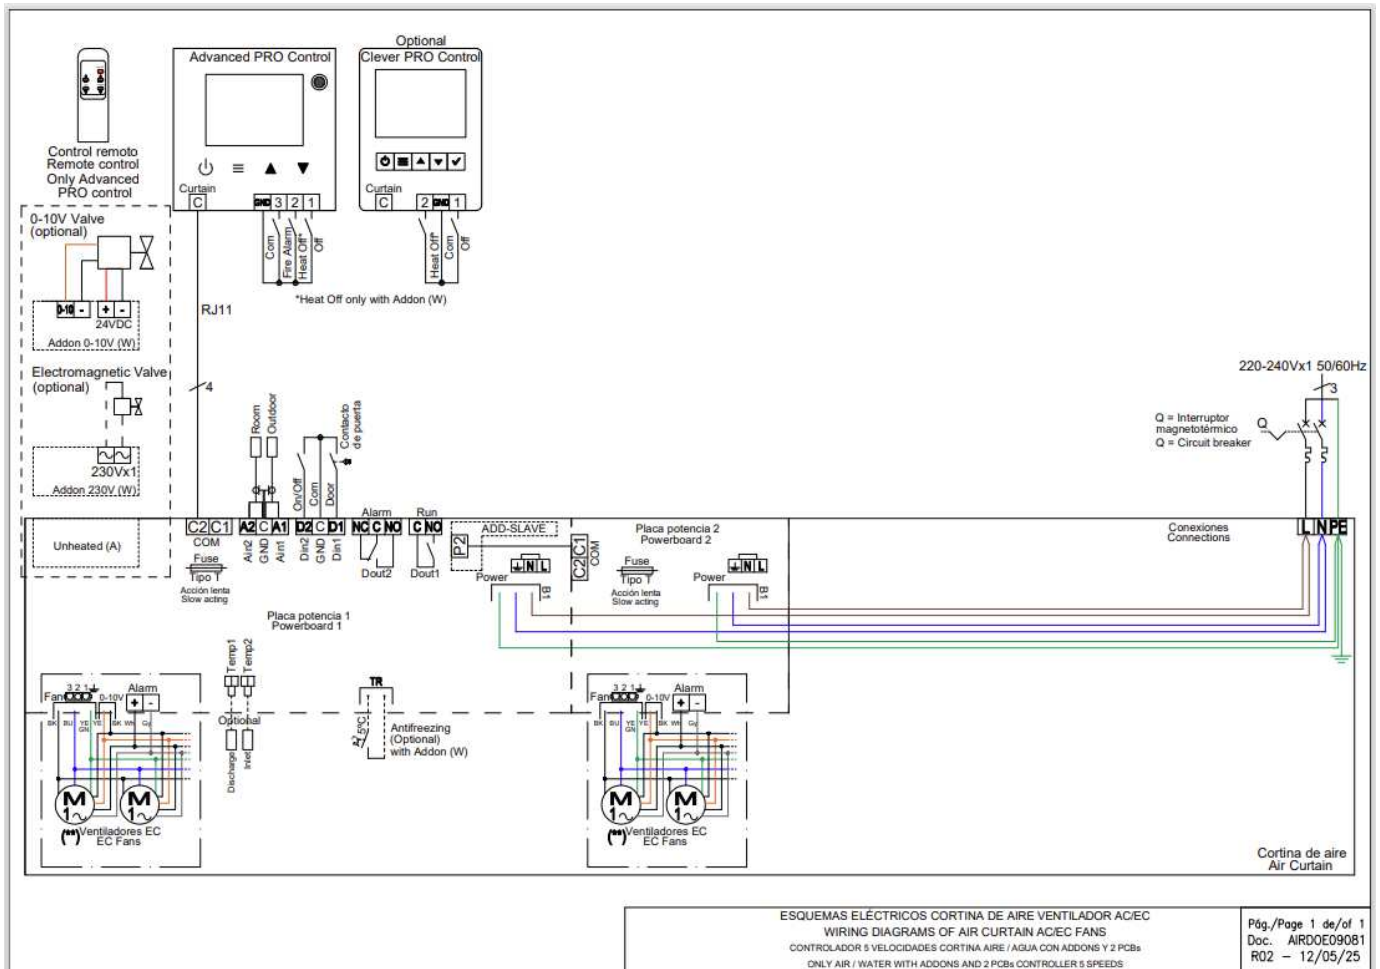 Optional
Advanced PRO Control
Clever PRO Control
Control remoto
Remote control
Only Advanced
PRO control
Curtain
C
GND 3 2 1
Com
Fire Alarm
Heat Off*
Off
Curtain
C
2 GND 1
Heat Off*
Com
Off
*Heat Off only with Addon (W)
0-10V Valve
(optional)
0-10 - + -
24VDC
Addon 0-10V (W)
RJ11
4
Electromagnetic Valve
(optional)
230Vx1
Addon 230V (W)
Unheated (A)
220-240Vx1 50/60Hz
3
Q = Interruptor
magnetotérmico
Q = Circuit breaker
Q
Room
Outdoor
On/Off
Com
Door
Contacto
de puerta
Alarm
Run
C2 C1
A2 C A1
D2 C D1
NC C NO
C NO
COM
Ain2
GND
Ain1
Din2
GND
Din1
Dout2
Dout1
Fuse
Tipo T
Acción lenta
Slow acting
ADD-SLAVE
P2
C2 C1
COM
Placa potencia 2
Powerboard 2
Fuse
Tipo T
Acción lenta
Slow acting
N L
Power
B1
N L
Power
B1
Conexiones
Connections
L N PE
Placa potencia 1
Powerboard 1
Temp1
Temp2
Optional
Discharge
Inlet
TR
5ºC
Antifreezing
(Optional)
with Addon (W)
3 2 1
Fan
0-10V
Alarm
+ -
BK BU YE YE BK Wh Gy
GN
M
1
M
1
(**) Ventiladores EC
EC Fans
3 2 1
Fan
0-10V
Alarm
+ -
BK BU YE YE BK Wh Gy
GN
M
1
M
1
(**) Ventiladores EC
EC Fans
Cortina de aire
Air Curtain
ESQUEMAS ELÉCTRICOS CORTINA DE AIRE VENTILADOR AC/EC
WIRING DIAGRAMS OF AIR CURTAIN AC/EC FANS
CONTROLADOR 5 VELOCIDADES CORTINA AIRE / AGUA CON ADDONS Y 2 PCBs
ONLY AIR / WATER WITH ADDONS AND 2 PCBs CONTROLLER 5 SPEEDS
Pág./Page 1 de/of 1
Doc. AIRDOE09081
R02 - 12/05/25